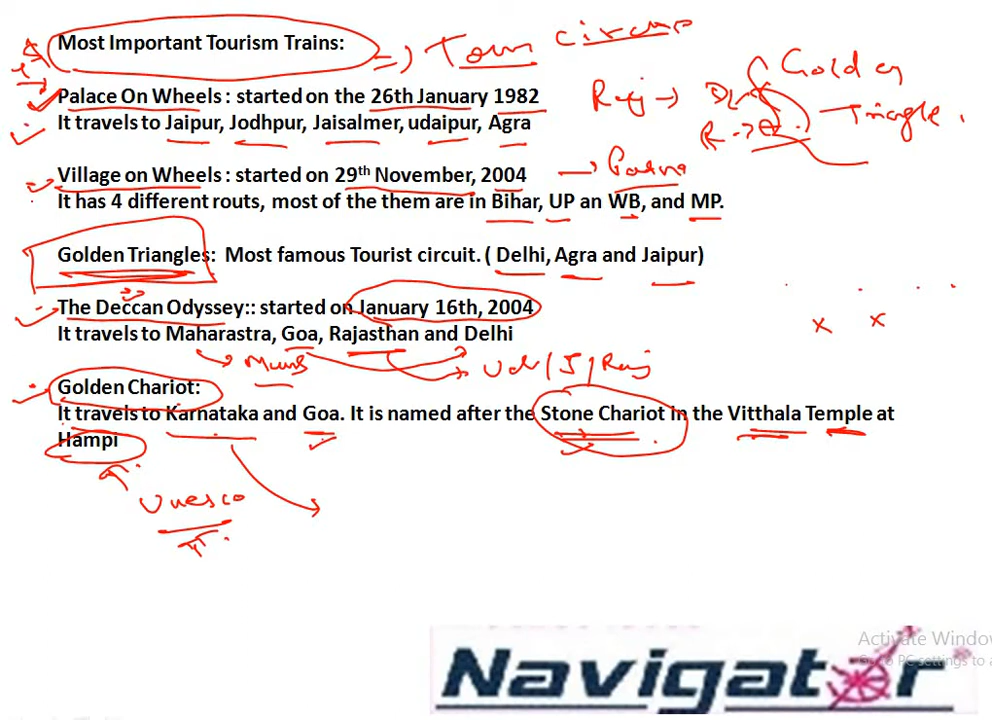 Most Important Tourism Trains:
=) Tour circuit
Golden
Triangle.
Raj →
Palace On Wheels : started on the 26th January 1982
It travels to Jaipur, Jodhpur, Jaisalmer, udaipur, Agra
Village on Wheels : started on 29th November, 2004
It has 4 different routs, most of the them are in Bihar, UP an WB, and MP.
Golden Triangles: Most famous Tourist circuit. ( Delhi, Agra and Jaipur)
The Deccan Odyssey:: started on January 16th, 2004
It travels to Maharastra, Goa, Rajasthan and Delhi
Golden Chariot:
It travels to Karnataka and Goa. It is named after the Stone Chariot in the Vitthala Temple at
Hampi
Unesco
Activate Window
Navigator